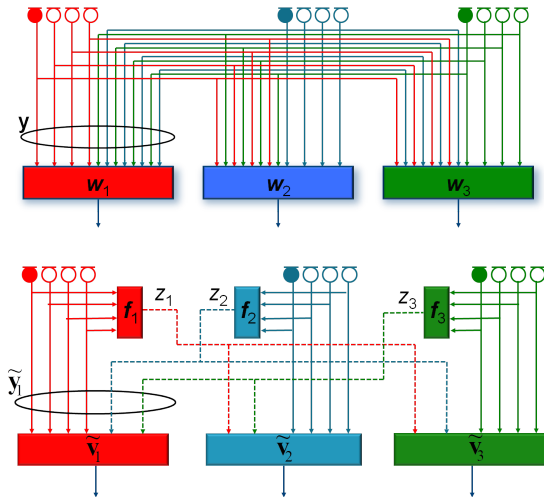 y
w₁ w₂ w₃
z₁ z₂ z₃
f₁ f₂ f₃
ỹ₁
ṽ₁ ṽ₂ ṽ₃